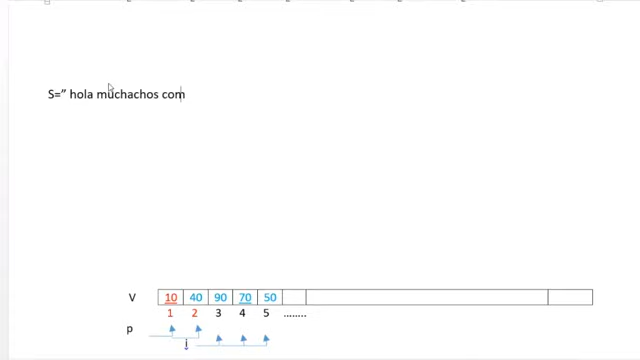 S=” hola muchachos com
V 10 40 90 70 50
1 2 3 4 5 ........
p
i